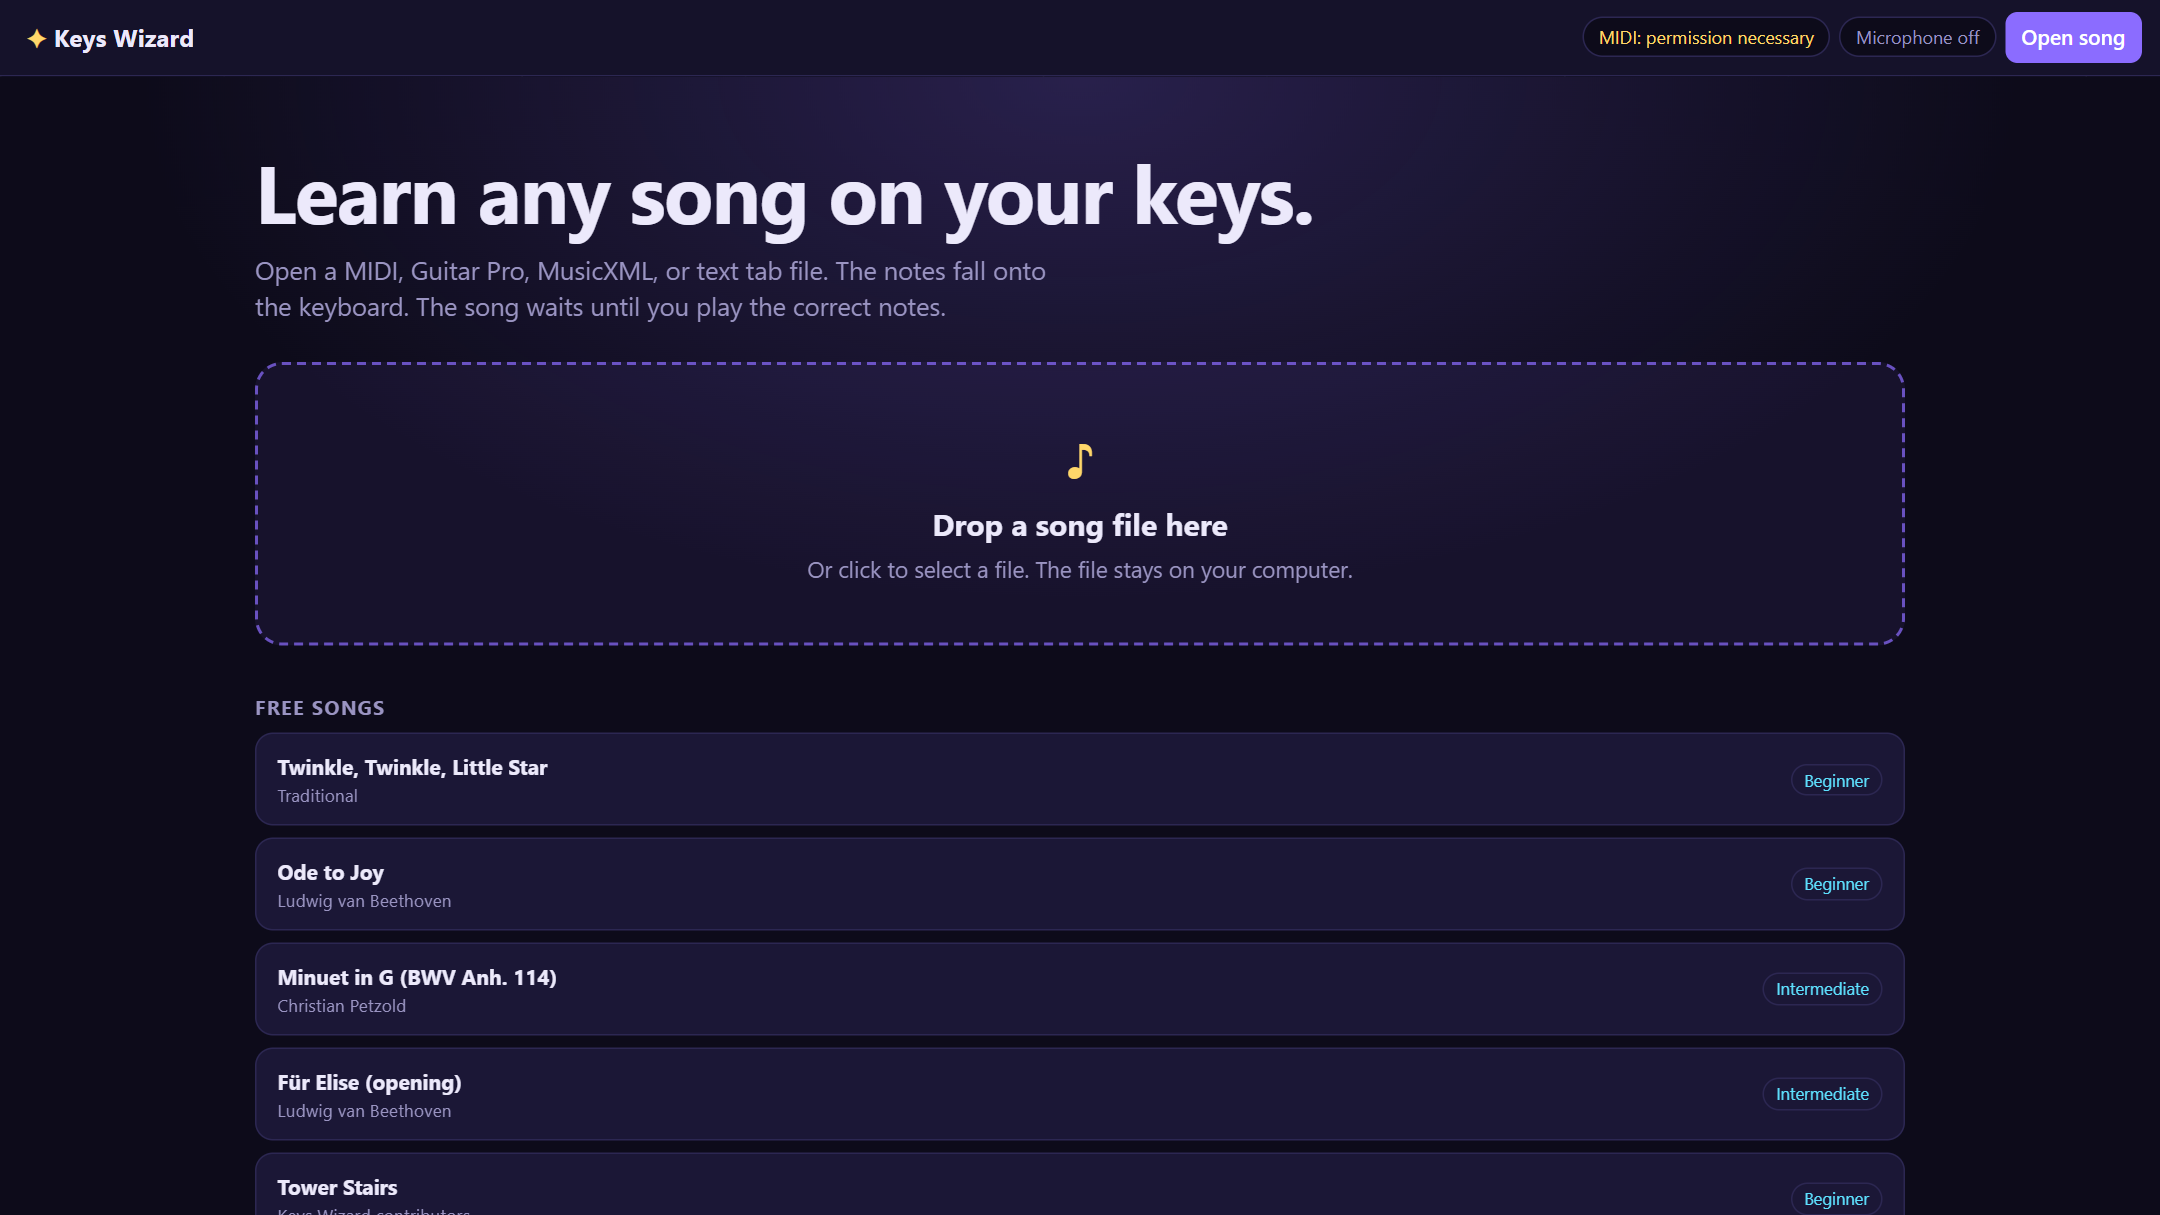 Keys Wizard
MIDI: permission necessary
Microphone off
Open song
Learn any song on your keys.
Open a MIDI, Guitar Pro, MusicXML, or text tab file. The notes fall onto
the keyboard. The song waits until you play the correct notes.
Drop a song file here
Or click to select a file. The file stays on your computer.
FREE SONGS
Twinkle, Twinkle, Little Star
Traditional
Beginner
Ode to Joy
Ludwig van Beethoven
Beginner
Minuet in G (BWV Anh. 114)
Christian Petzold
Intermediate
Für Elise (opening)
Ludwig van Beethoven
Intermediate
Tower Stairs
Keys Wizard contributors
Beginner